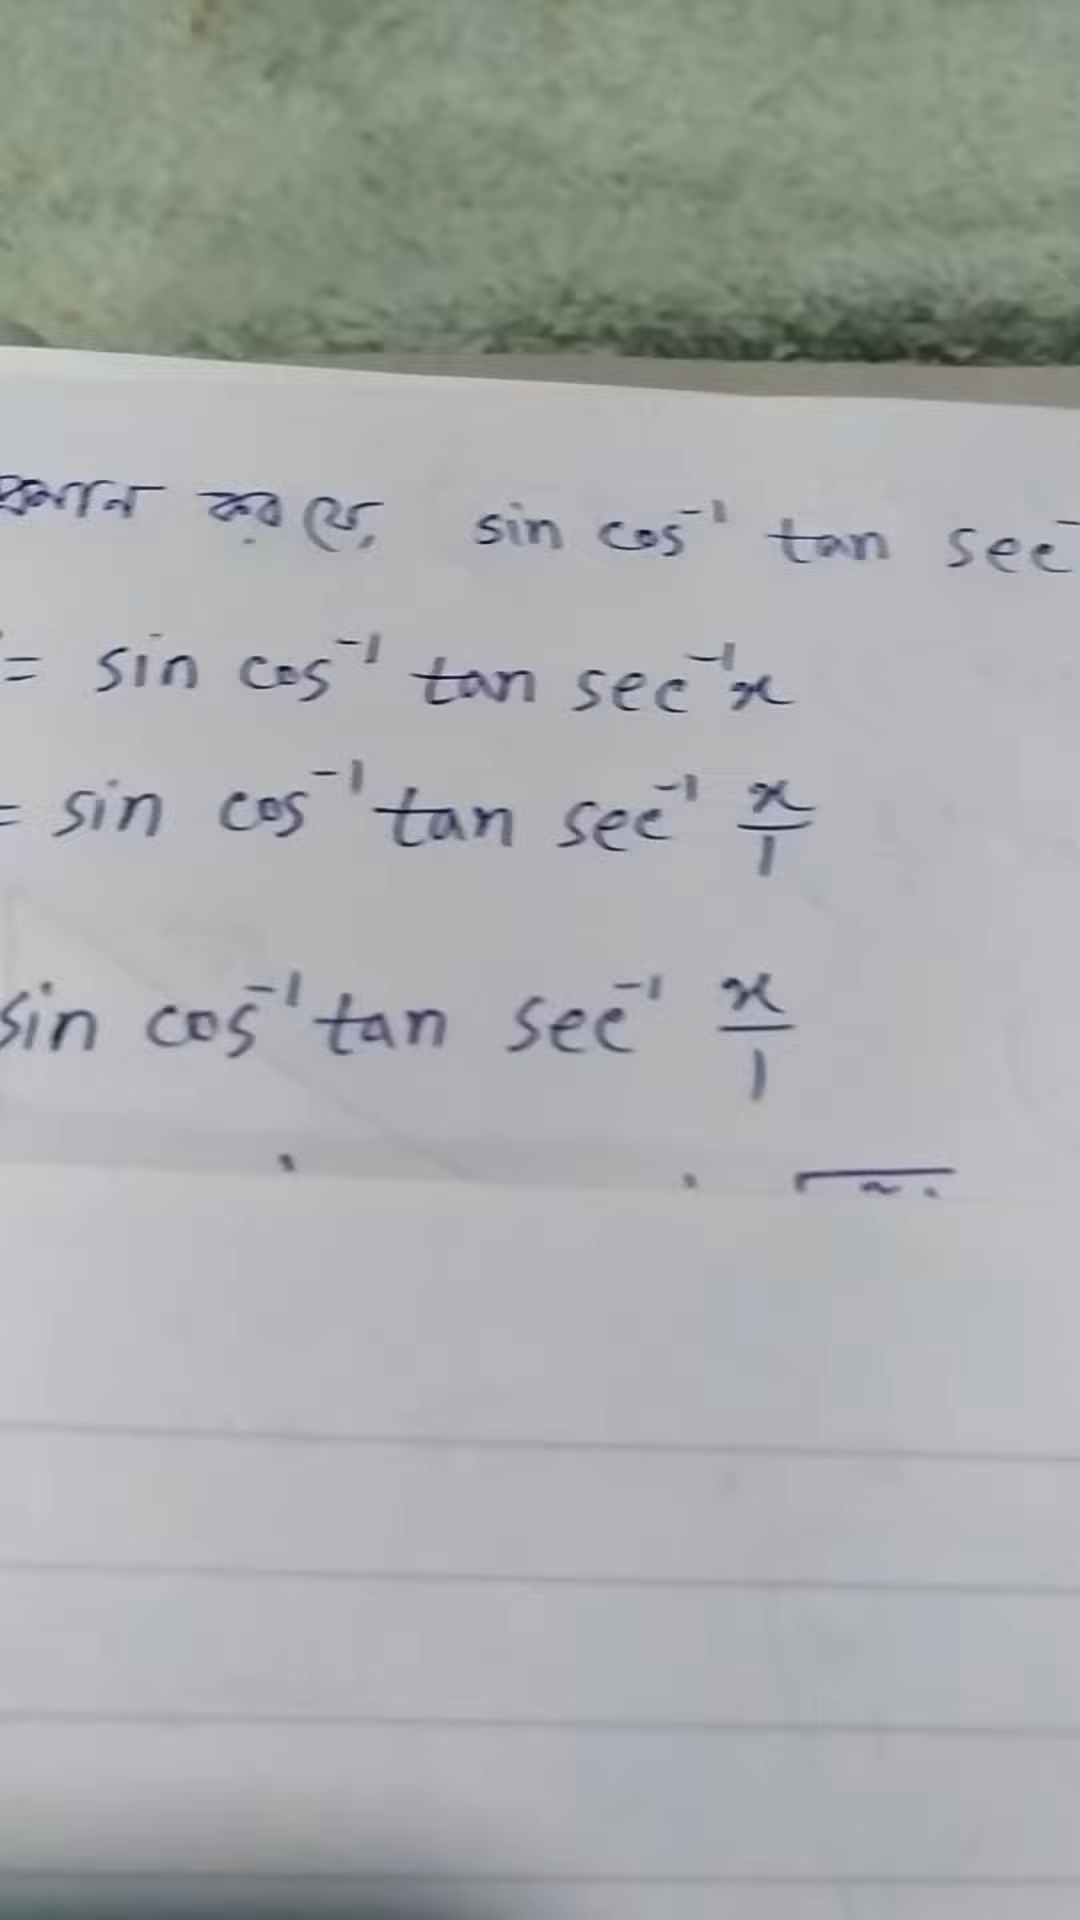 কর যে, sin cos⁻¹ tan sec⁻
= sin cos⁻¹ tan sec⁻¹x
= sin cos⁻¹ tan sec⁻¹ x/1
sin cos⁻¹ tan sec⁻¹ x/1